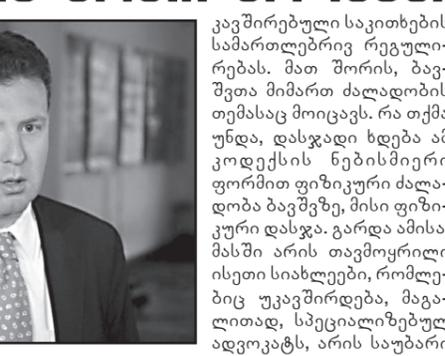 კავშირებული საკითხების
სამართლებრივ რეგული-
რებას. მათ შორის, ბავ-
შვთა მიმართ ძალადობის
თემასაც მოიცავს. რა თქმა
უნდა, დასჯადი ხდება ამ
კოდექსის ნებისმიერი
ფორმით ფიზიკური ძალა-
დობა ბავშვზე, მისი ფიზი-
კური დასჯა. გარდა ამისა
მასში არის თავმოყრილი
ისეთი სიახლეები, რომლე-
ბიც უკავშირდება, მაგა-
ლითად, სპეციალიზებულ
ადვოკატს, არის საუბარი